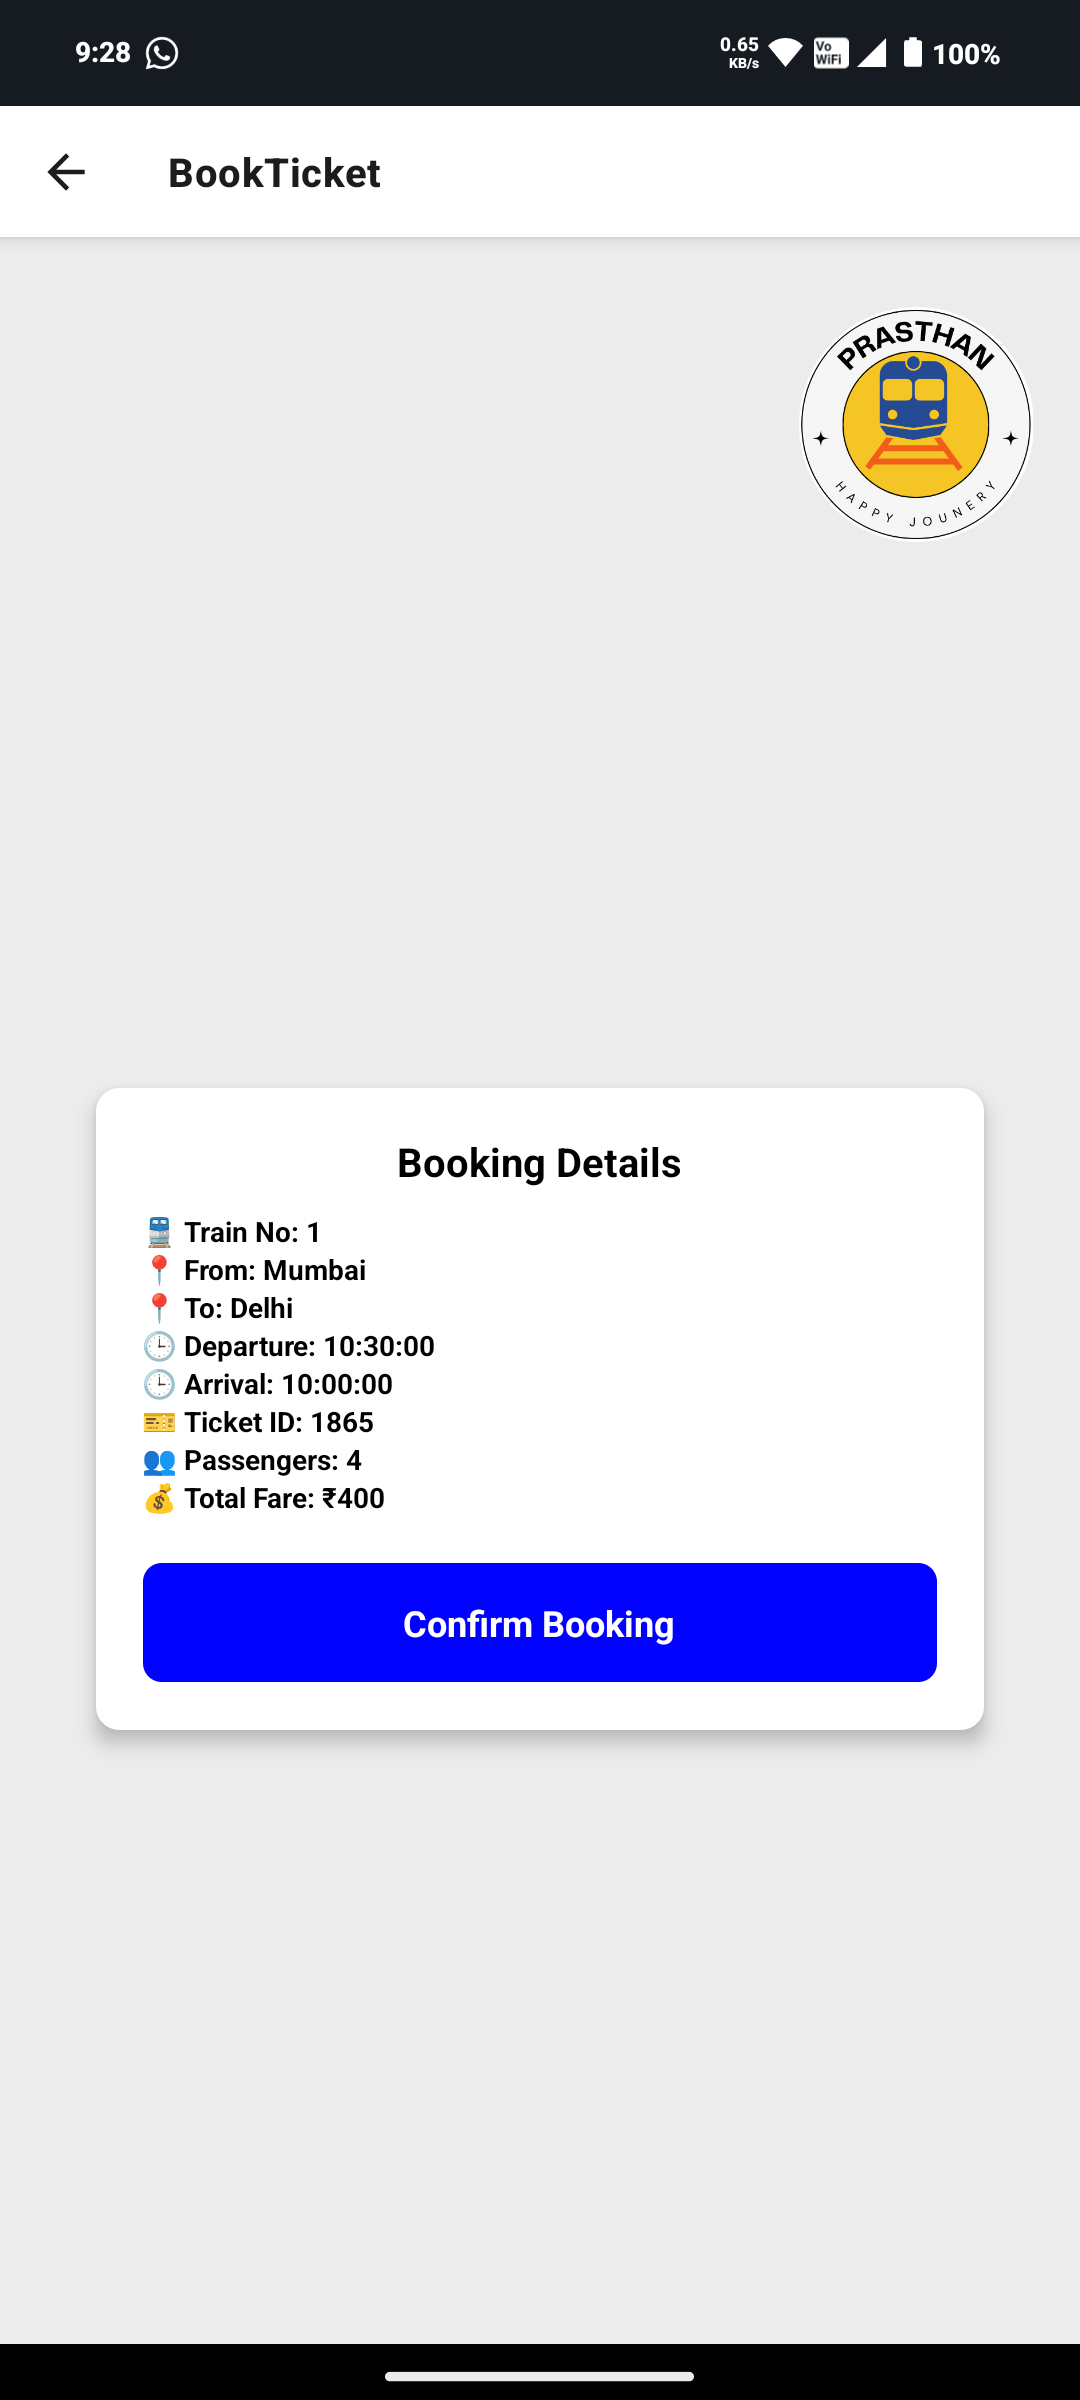 9:28
0.65
KB/s
Vo
WiFi
100%
BookTicket
PRASTHAN
HAPPY JOUNERY
Booking Details
Train No: 1
From: Mumbai
To: Delhi
Departure: 10:30:00
Arrival: 10:00:00
Ticket ID: 1865
Passengers: 4
Total Fare: ₹400
Confirm Booking